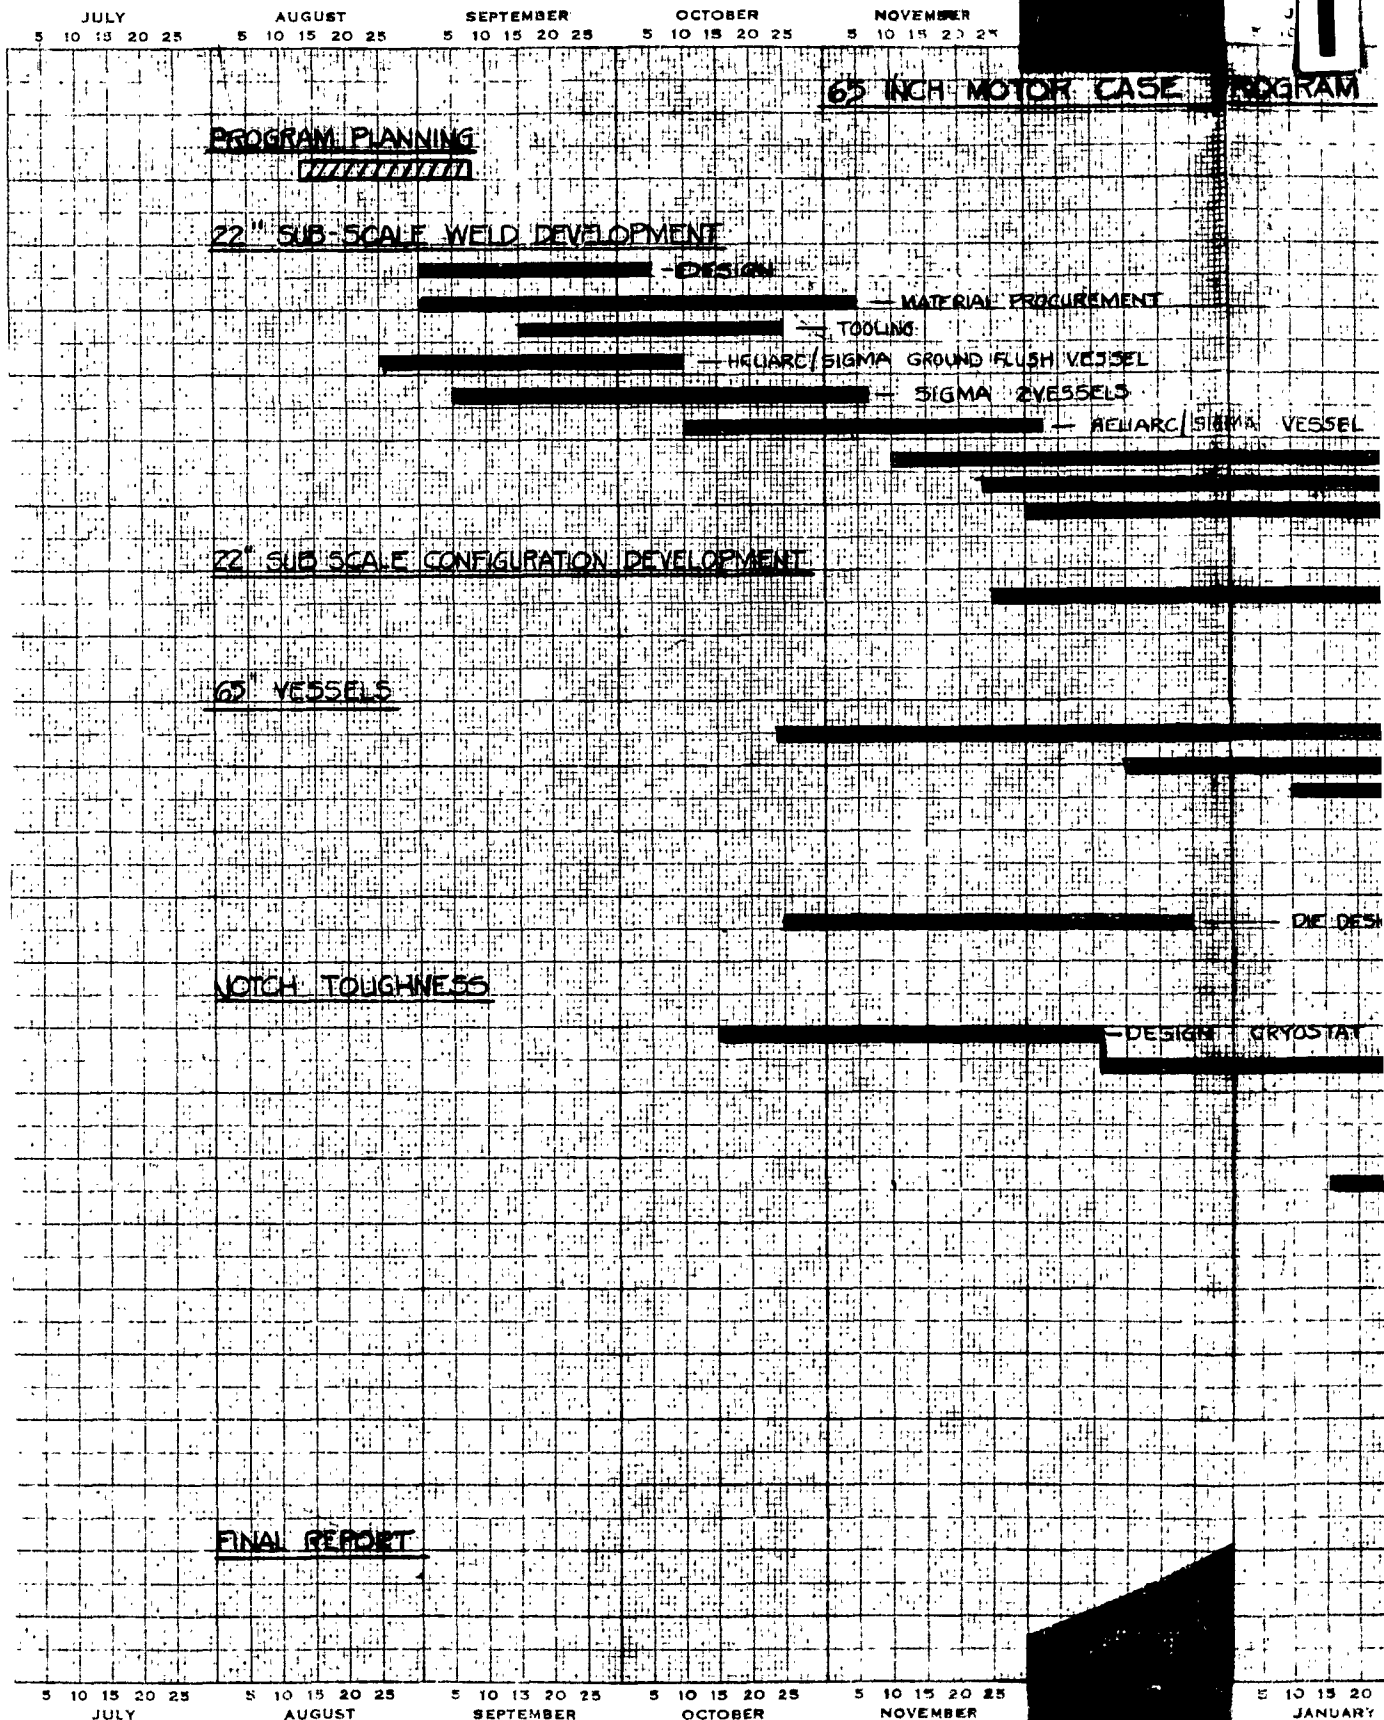 JULY AUGUST SEPTEMBER OCTOBER NOVEMBER
5 10 15 20 25 5 10 15 20 25 5 10 15 20 25 5 10 15 20 25 5 10 15 20 25
65 INCH MOTOR CASE PROGRAM
PROGRAM PLANNING
22" SUB-SCALE WELD DEVELOPMENT
- DESIGN
- MATERIAL PROCUREMENT
- TOOLING
- HELIARC/SIGMA GROUND FLUSH VESSEL
- SIGMA 2VESSELS
- HELIARC/SIGMA VESSEL
22" SUB SCALE CONFIGURATION DEVELOPMENT
65" VESSELS
- DIE DESI
NOTCH TOUGHNESS
- DESIGN CRYOSTAT
FINAL REPORT
5 10 15 20 25 5 10 15 20 25 5 10 15 20 25 5 10 15 20 25 5 10 15 20 25 5 10 15 20
JULY AUGUST SEPTEMBER OCTOBER NOVEMBER JANUARY